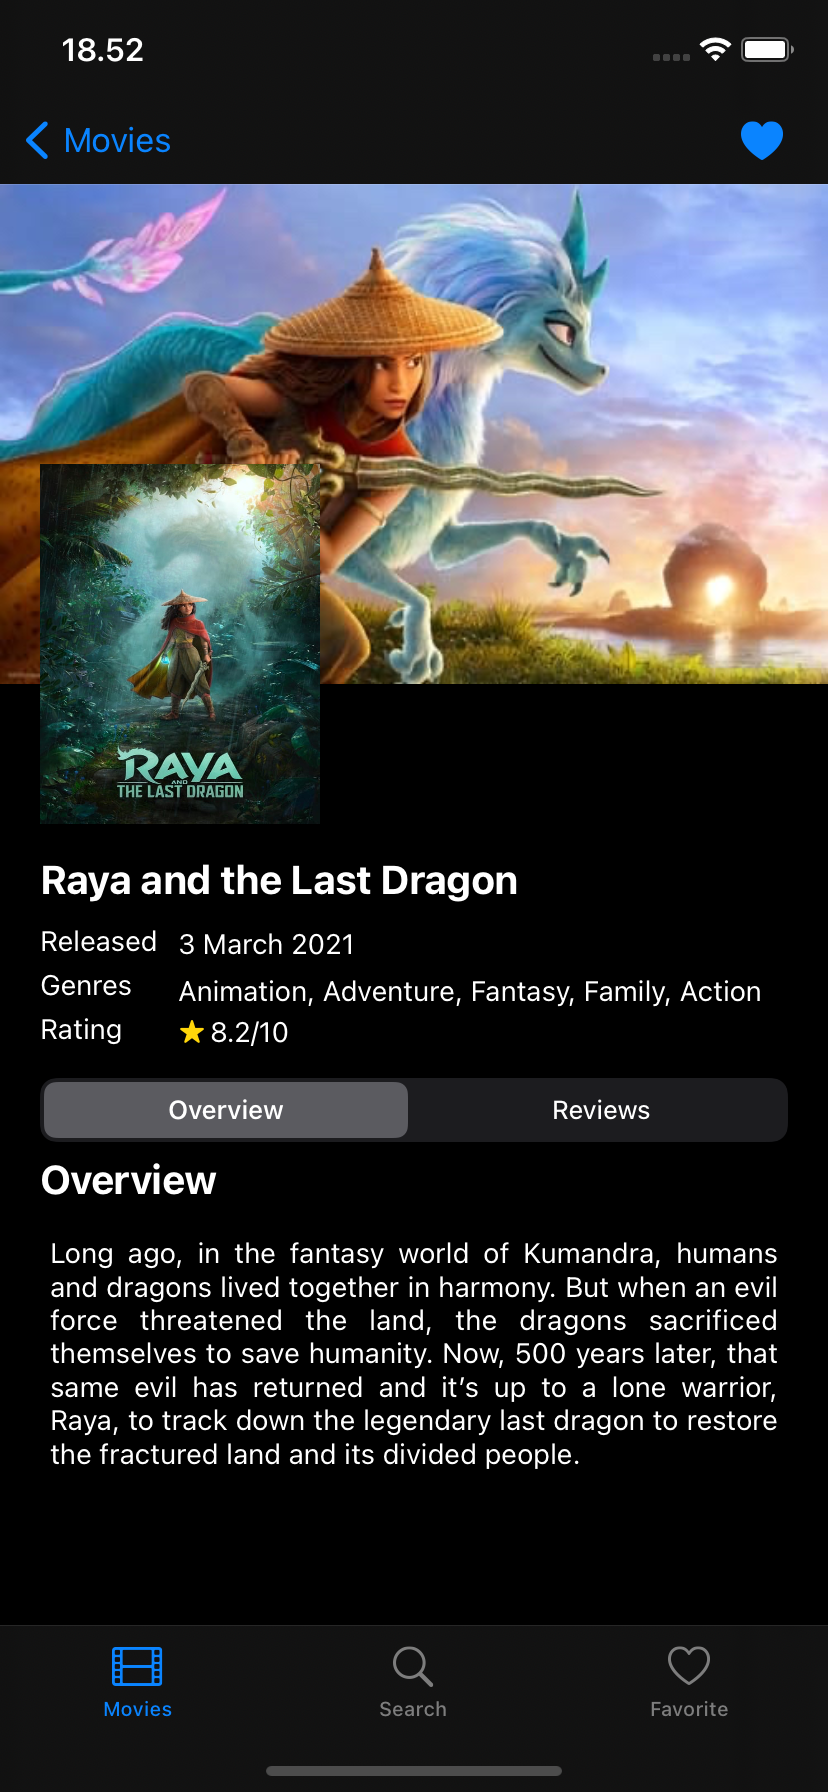 18.52
Movies
RAYA
AND
THE LAST DRAGON
Raya and the Last Dragon
Released 3 March 2021
Genres Animation, Adventure, Fantasy, Family, Action
Rating 8.2/10
Overview Reviews
Overview
Long ago, in the fantasy world of Kumandra, humans
and dragons lived together in harmony. But when an evil
force threatened the land, the dragons sacrificed
themselves to save humanity. Now, 500 years later, that
same evil has returned and it’s up to a lone warrior,
Raya, to track down the legendary last dragon to restore
the fractured land and its divided people.
Movies Search Favorite